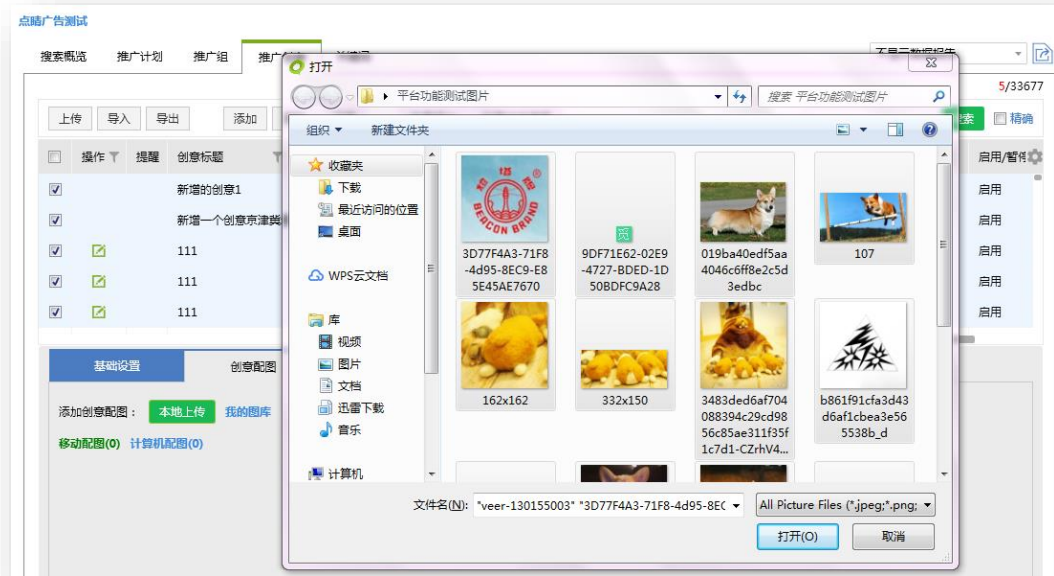 点睛广告测试
搜索概览 推广计划 推广组
5/33677
上传 导入 导出 添加 精确
操作 提醒 创意标题 启用/暂停
新增的创意1 启用
新增一个创意京津冀 启用
111 启用
111 启用
111 启用
基础设置 创意配图
添加创意配图： 本地上传 我的图库
移动配图(0) 计算机配图(0)
打开
平台功能测试图片 搜索 平台功能测试图片
组织 新建文件夹
收藏夹
下载
最近访问的位置
桌面
WPS云文档
库
视频
图片
文档
迅雷下载
音乐
计算机
BEACON BRAND
3D77F4A3-71F8
-4d95-8EC9-E8
5E45AE7670
9DF71E62-02E9
-4727-BDED-1D
50BDFC9A28
019ba40edf5aa
4046c6ff8e2c5d
3edbc
107
162x162
332x150
3483ded6af704
088394c29cd98
56c85ae311f35f
1c7d1-CZrhV4...
b861f91cfa3d43
d6af1cbea3e56
5538b_d
文件名(N): "veer-130155003" "3D77F4A3-71F8-4d95-8EC All Picture Files (*.jpeg;*.png;
打开(O) 取消